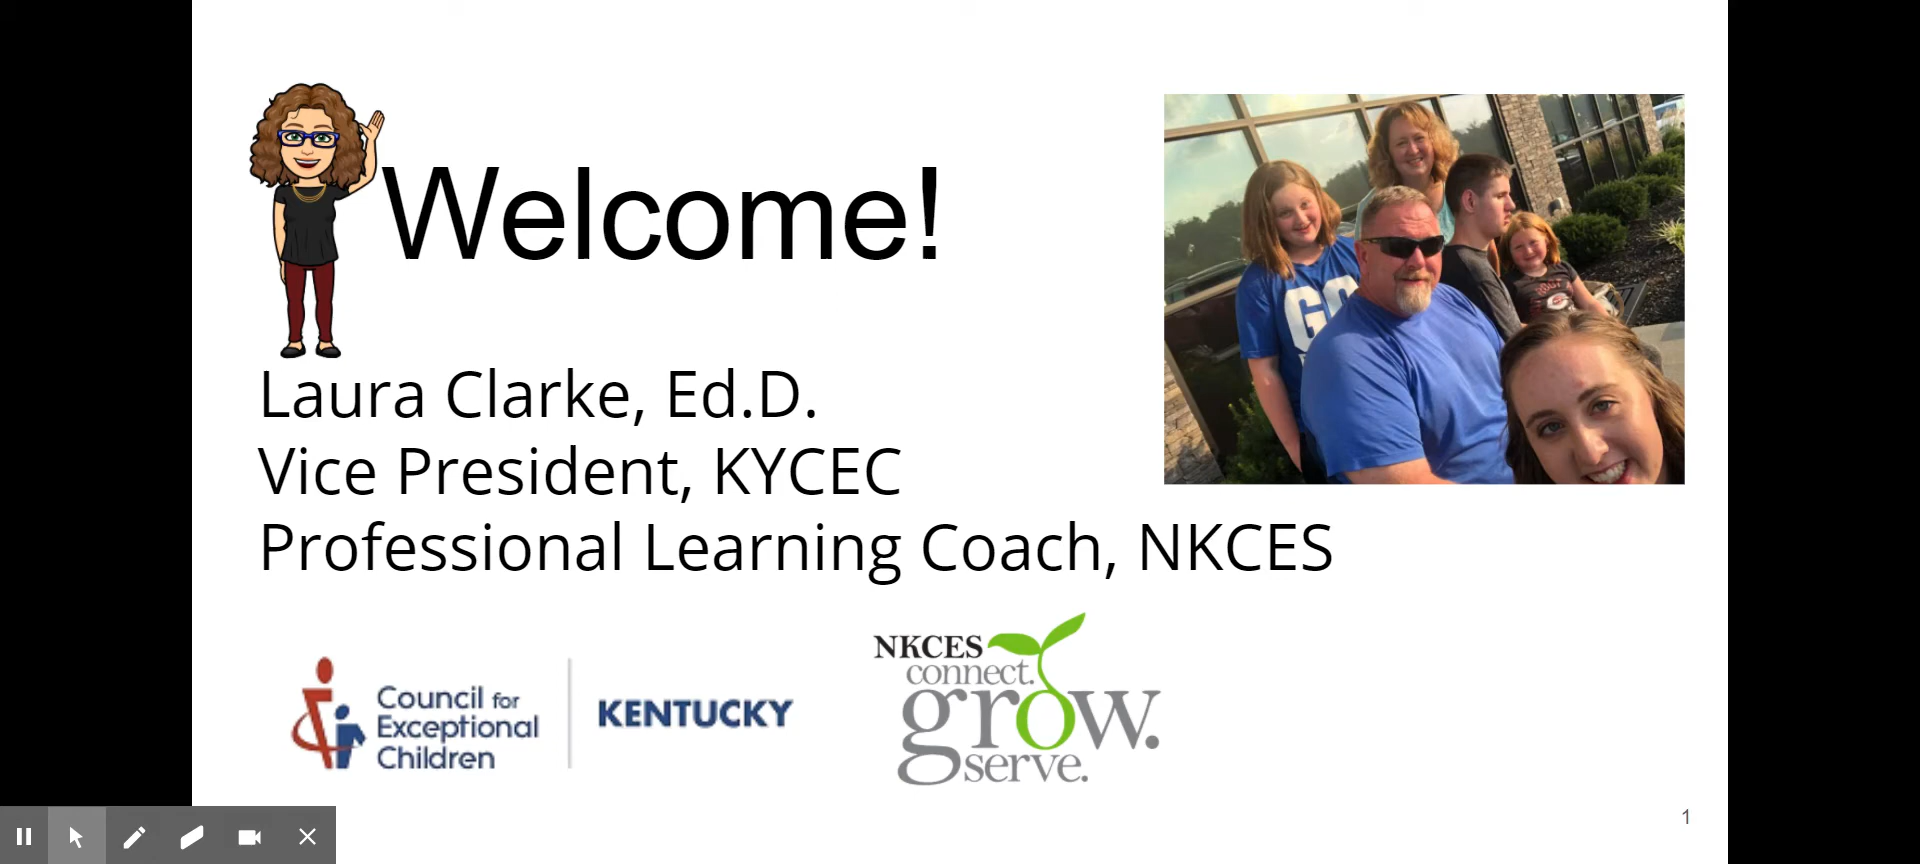 Welcome!
GO
Laura Clarke, Ed.D.
Vice President, KYCEC
Professional Learning Coach, NKCES
Council for
Exceptional
Children
KENTUCKY
NKCES
connect.
grow.
serve.
1